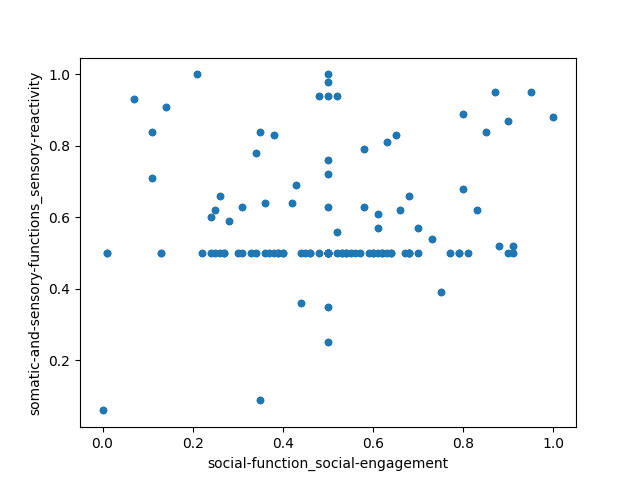 somatic-and-sensory-functions_sensory-reactivity
1.0
0.8
0.6
0.4
0.2
0.0 0.2 0.4 0.6 0.8 1.0
social-function_social-engagement